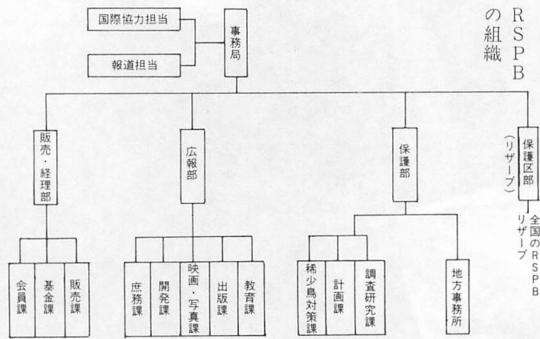 RSPB
の組織
国際協力担当
報道担当
事務局
保護区部
(リザーブ)
全国のRSPB
リザーブ
保護部
広報部
販売・経理部
地方事務所
調査研究課
計画課
稀少鳥対策課
教育課
出版課
映画・写真課
開発課
庶務課
販売課
基金課
会員課